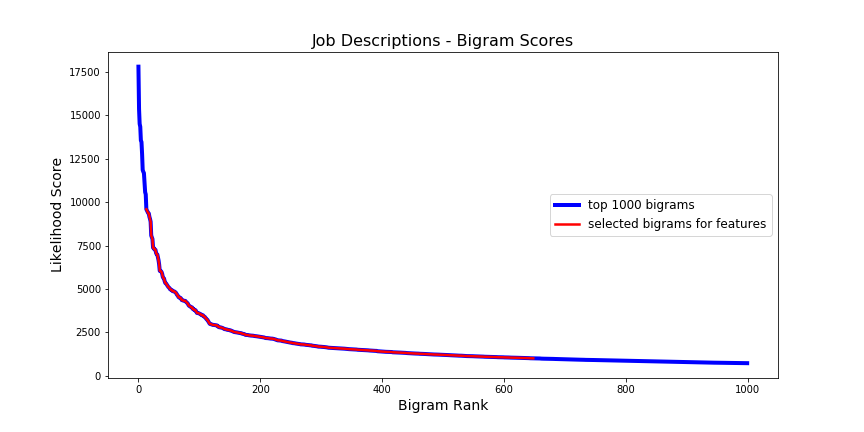 Job Descriptions - Bigram Scores
Likelihood Score
17500
15000
12500
10000
7500
5000
2500
0
top 1000 bigrams
selected bigrams for features
0 200 400 600 800 1000
Bigram Rank